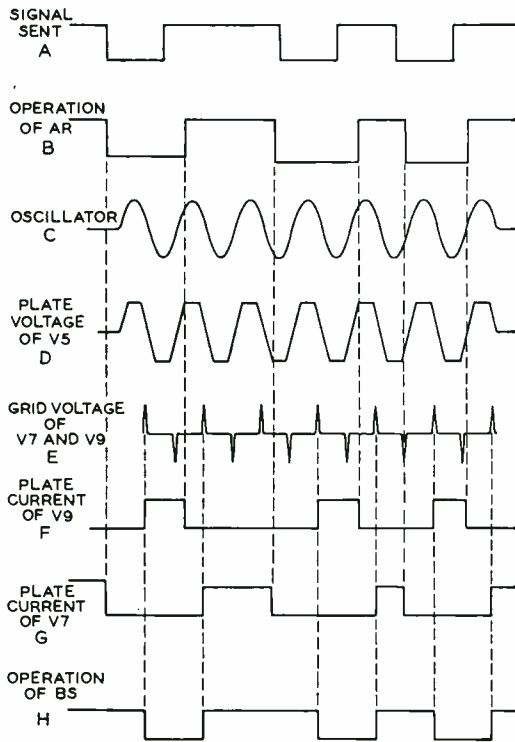 SIGNAL
SENT
A
OPERATION
OF AR
B
OSCILLATOR
C
PLATE
VOLTAGE
OF V5
D
GRID VOLTAGE
OF
V7 AND V9
E
PLATE
CURRENT
OF V9
F
PLATE
CURRENT
OF V7
G
OPERATION
OF BS
H